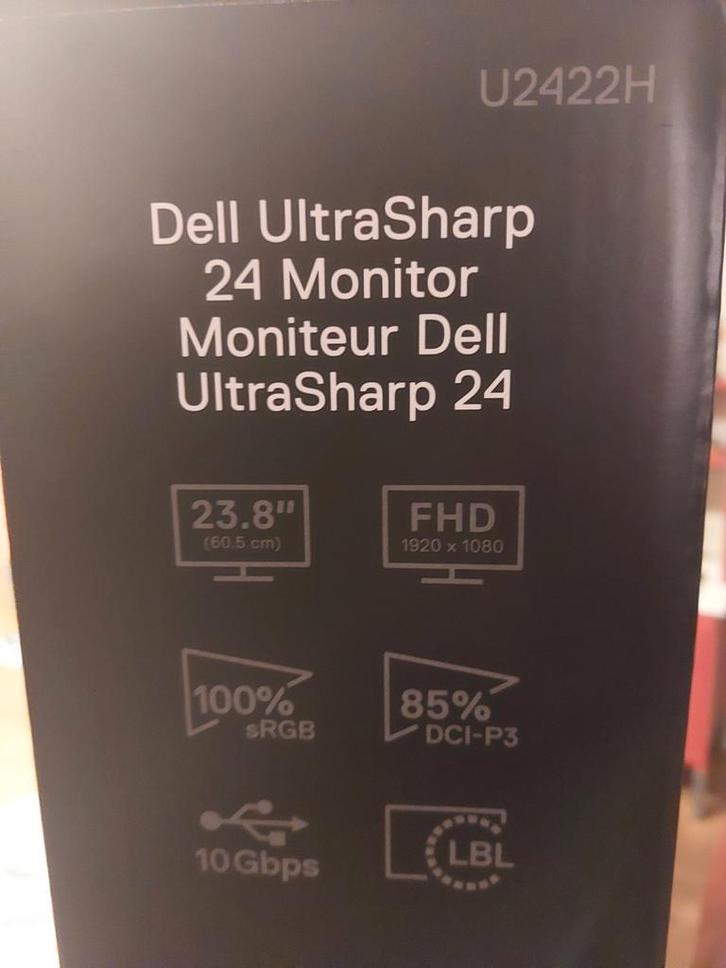 U2422H
Dell UltraSharp
24 Monitor
Moniteur Dell
UltraSharp 24
23.8" FHD
(60.5 cm) 1920 x 1080
100% 85%
sRGB DCI-P3
10Gbps LBL